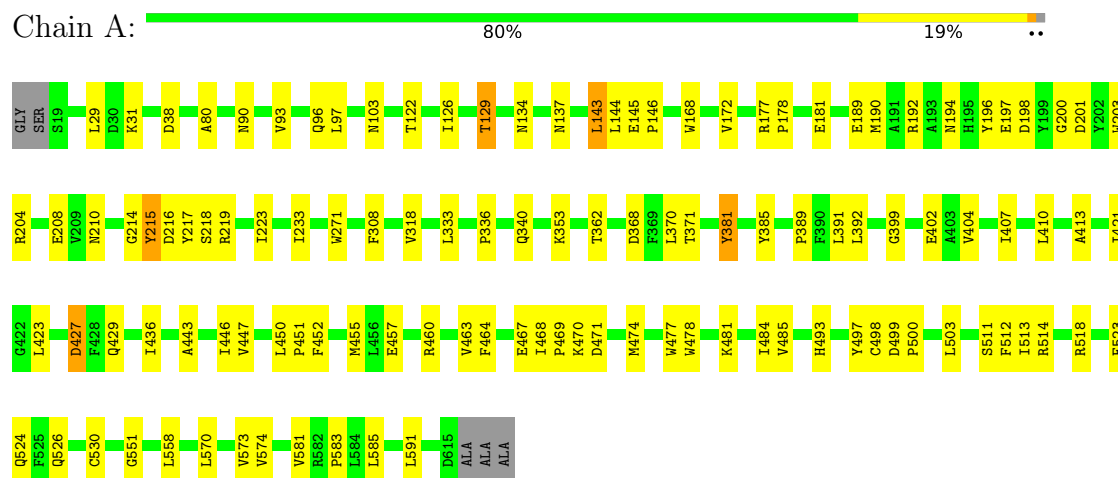 Chain A:
80% 19% ••
GLY SER S19 L29 D30 K31 D38 A80 N90 V93 Q96 L97 N103 T122 I126 T129 N134 N137 L143 L144 E145 P146 W168 V172 R177 P178 E181 E189 M190 A191 R192 A193 N194 H195 Y196 E197 D198 Y199 G200 D201 Y202
R204 E208 V209 N210 G214 Y215 D216 Y217 S218 R219 I223 I233 W271 F308 V318 L333 P336 Q340 K353 T362 D368 F369 L370 T371 Y381 Y385 P389 F390 L391 L392 G399 E402 A403 V404 I407 L410 A413
G422 L423 D427 F428 Q429 I436 A443 I446 V447 L450 P451 F452 M455 L456 E457 R460 V463 F464 E467 I468 P469 K470 D471 M474 W477 W478 K481 I484 V485 H493 Y497 C498 D499 P500 L503 S511 F512 I513 R514 R518
Q524 F525 Q526 C530 G551 L558 L570 V573 V574 V581 R582 P583 L584 L585 L591 D615 ALA ALA ALA